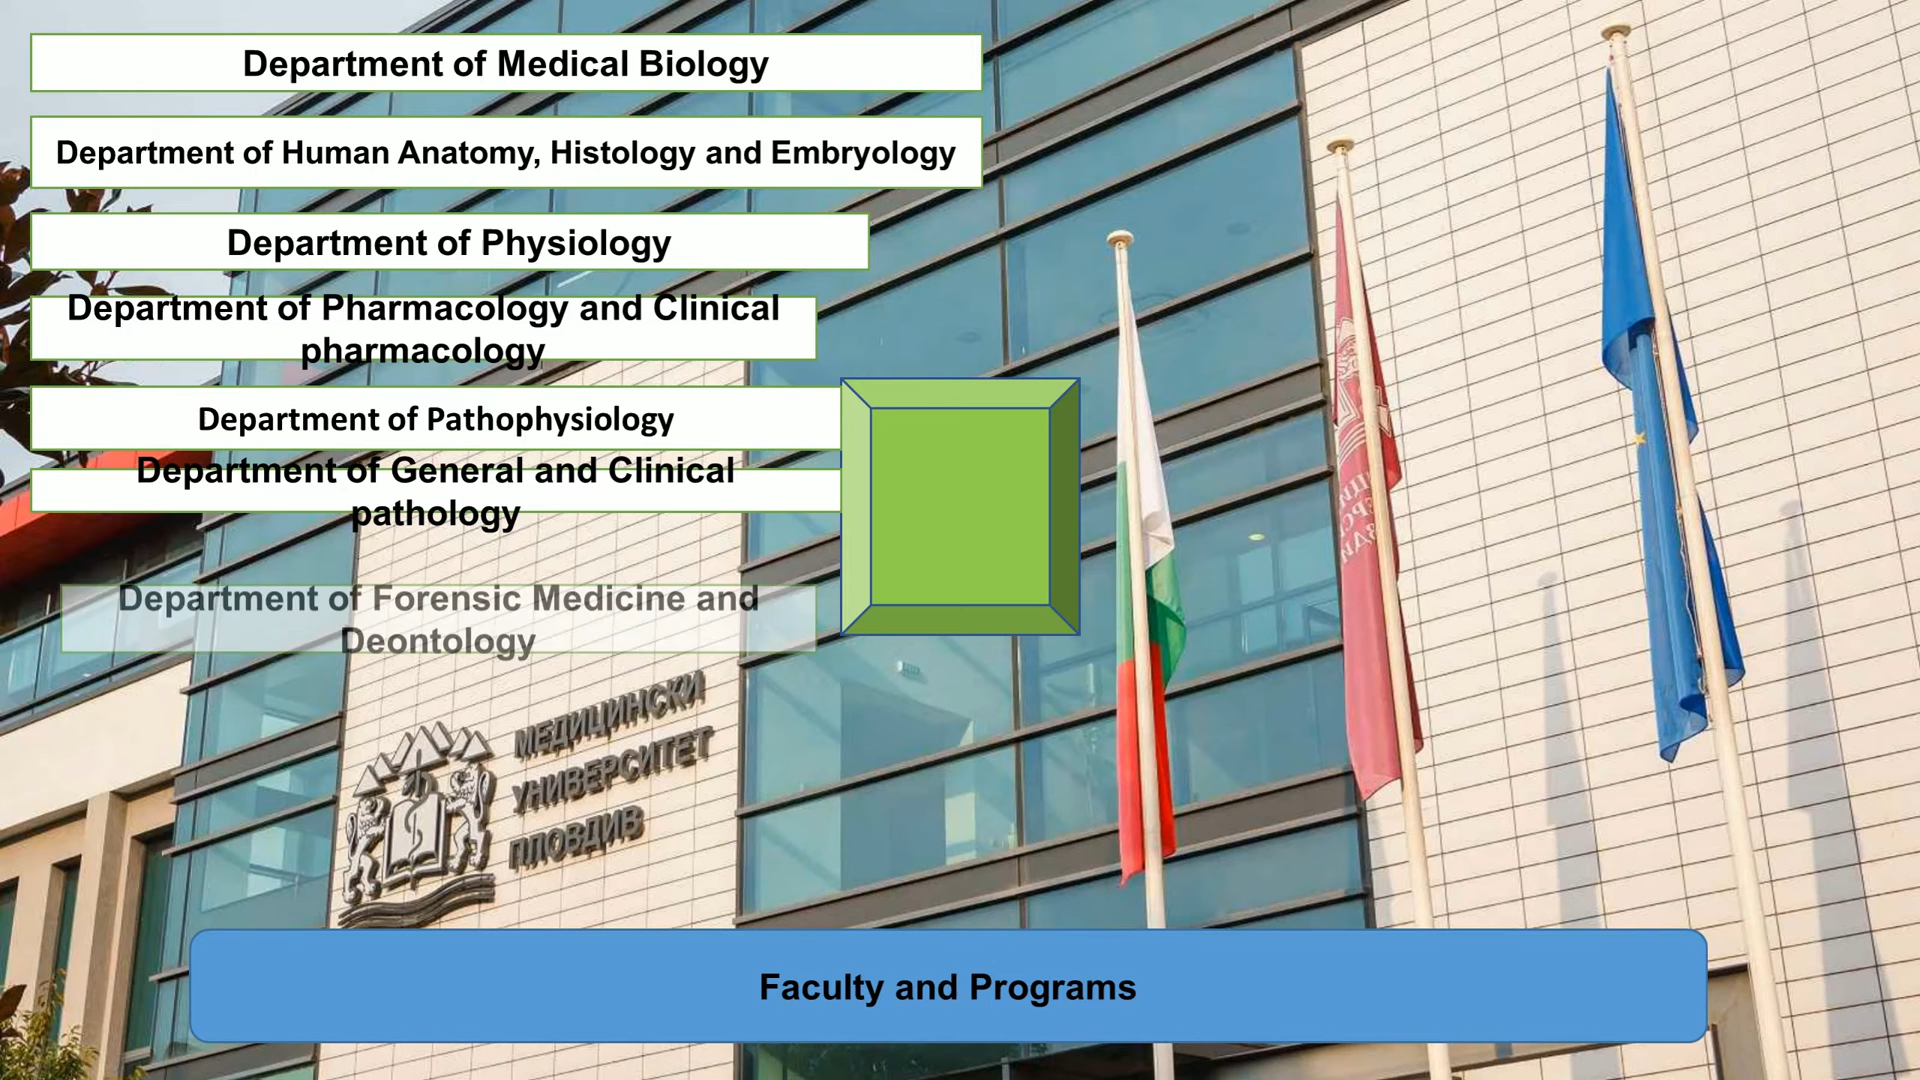 Department of Medical Biology
Department of Human Anatomy, Histology and Embryology
Department of Physiology
Department of Pharmacology and Clinical
pharmacology
Department of Pathophysiology
Department of General and Clinical
pathology
Department of Forensic Medicine and
Deontology
МЕДИЦИНСКИ
УНИВЕРСИТЕТ
ПЛОВДИВ
Faculty and Programs